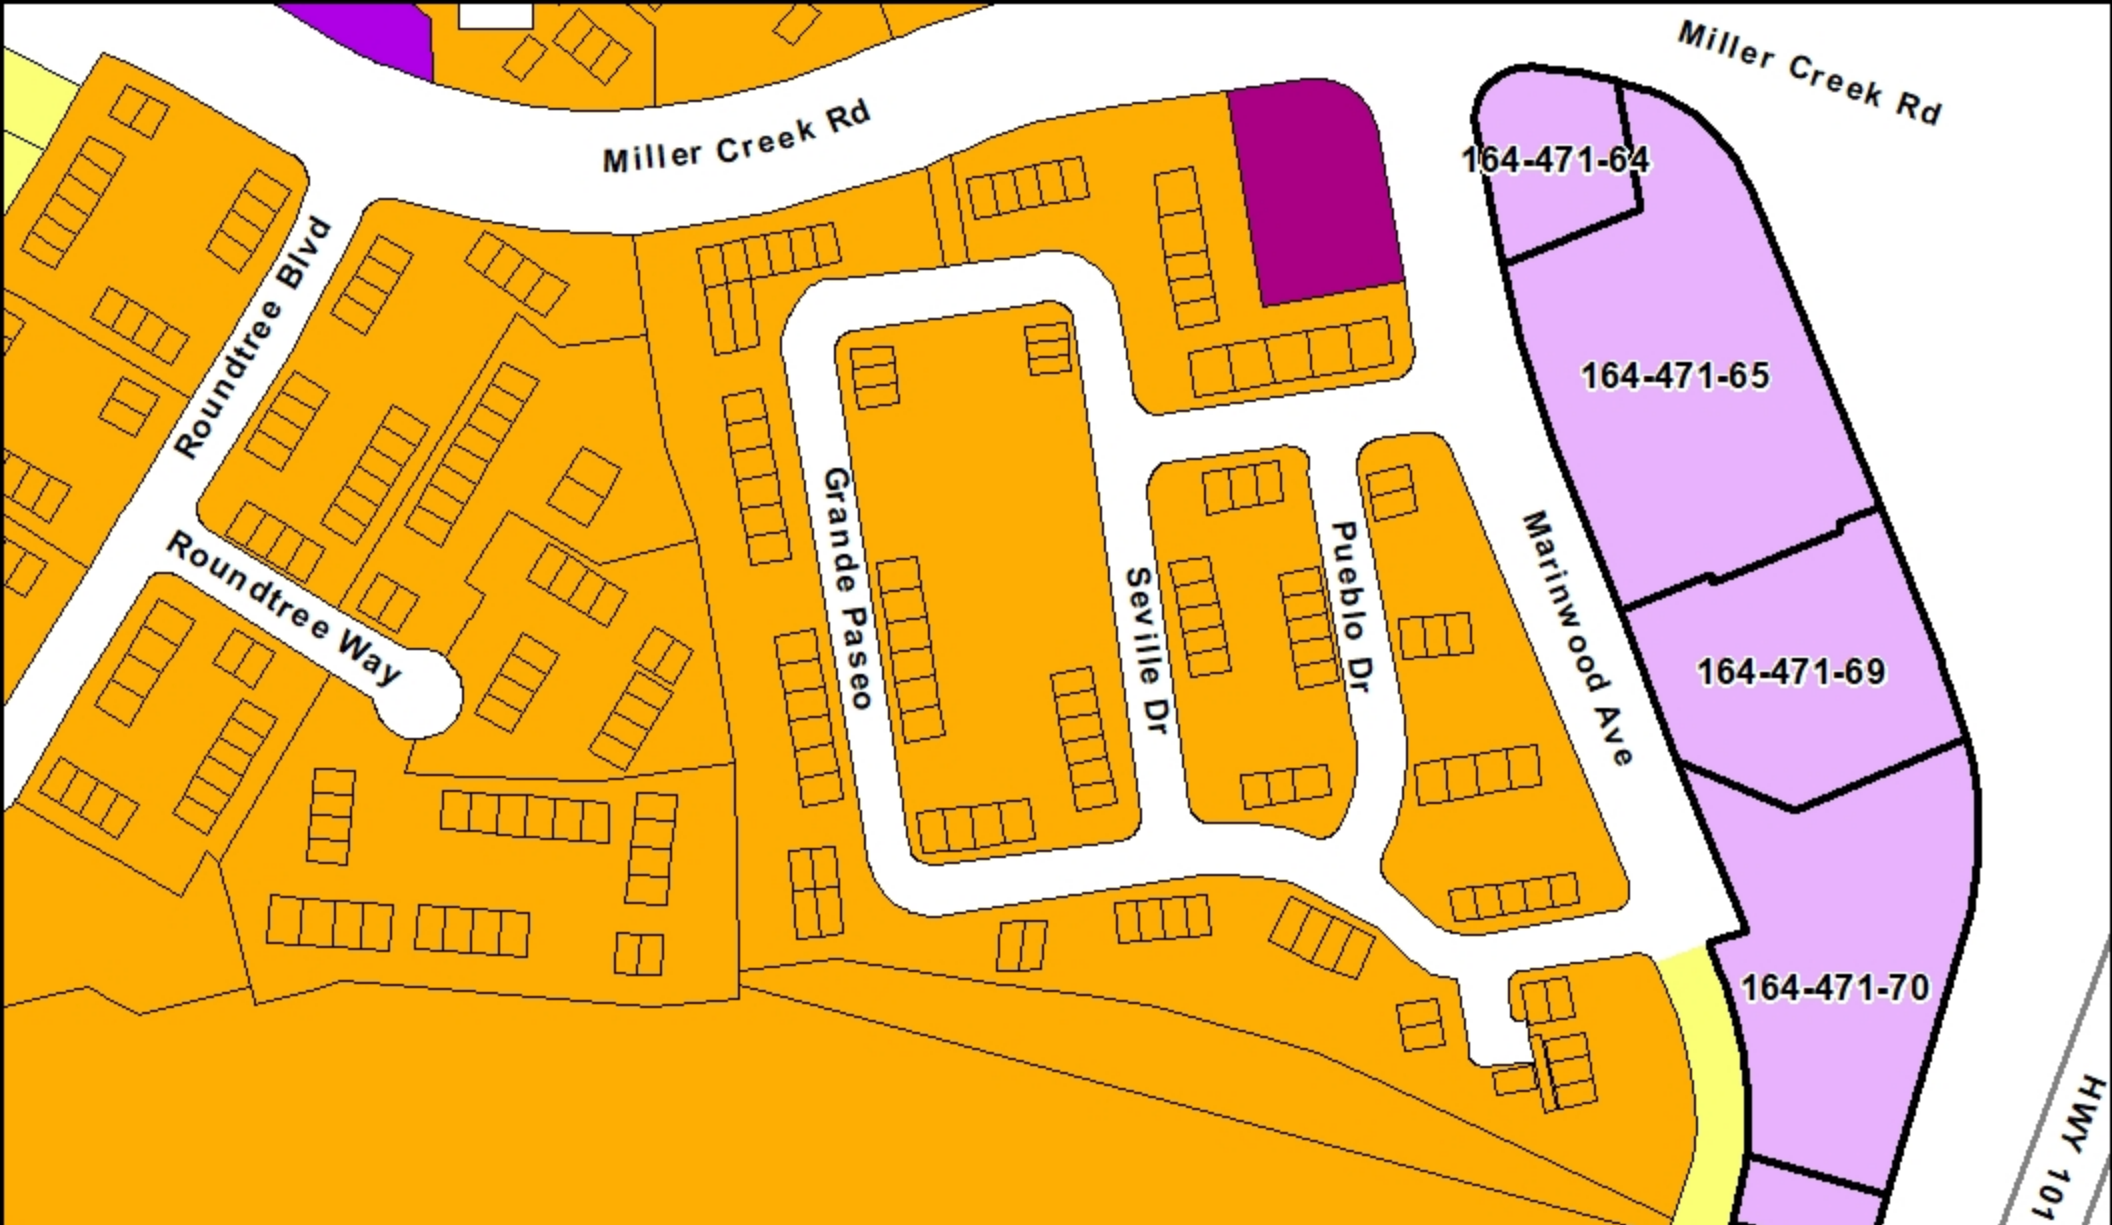 Miller Creek Rd
Miller Creek Rd
164-471-64
Roundtree Blvd
164-471-65
Grande Paseo
Seville Dr
Pueblo Dr
Marinwood Ave
Roundtree Way
164-471-69
164-471-70
HWY 101